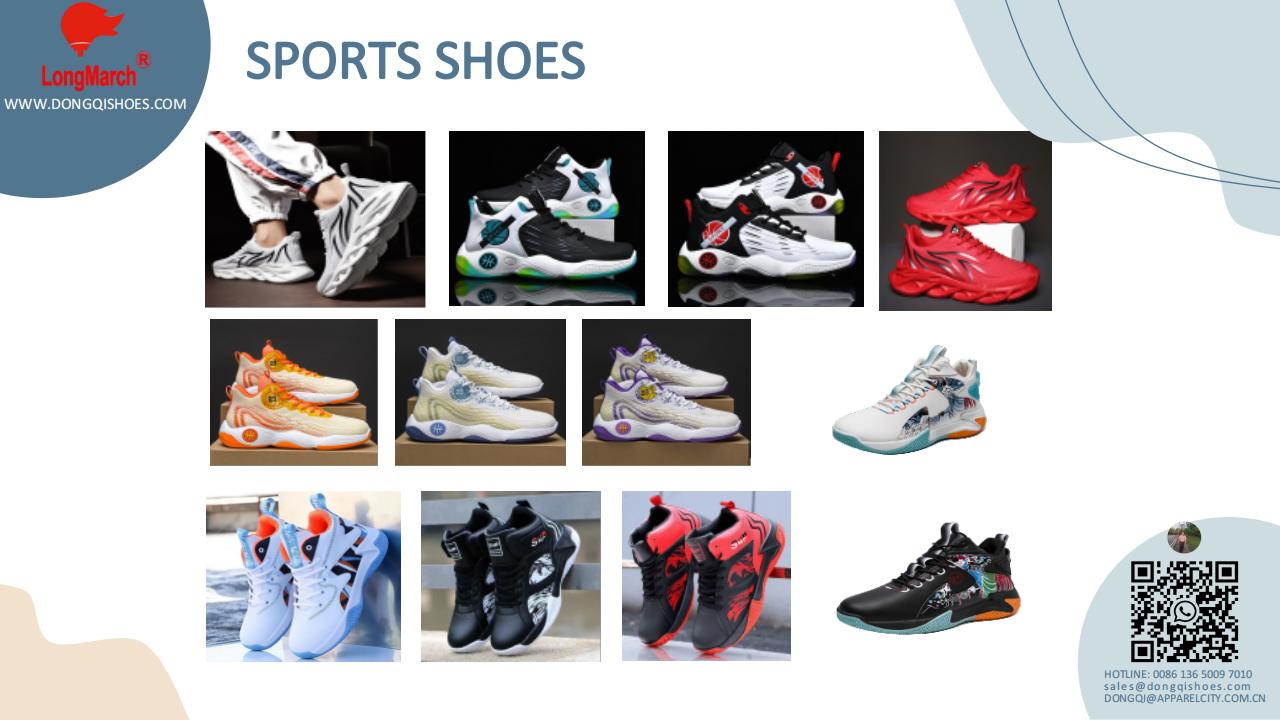 LongMarch®
WWW.DONGQISHOES.COM
SPORTS SHOES
HOTLINE: 0086 136 5009 7010
sales@dongqishoes.com
DONGQI@APPARELCITY.COM.CN